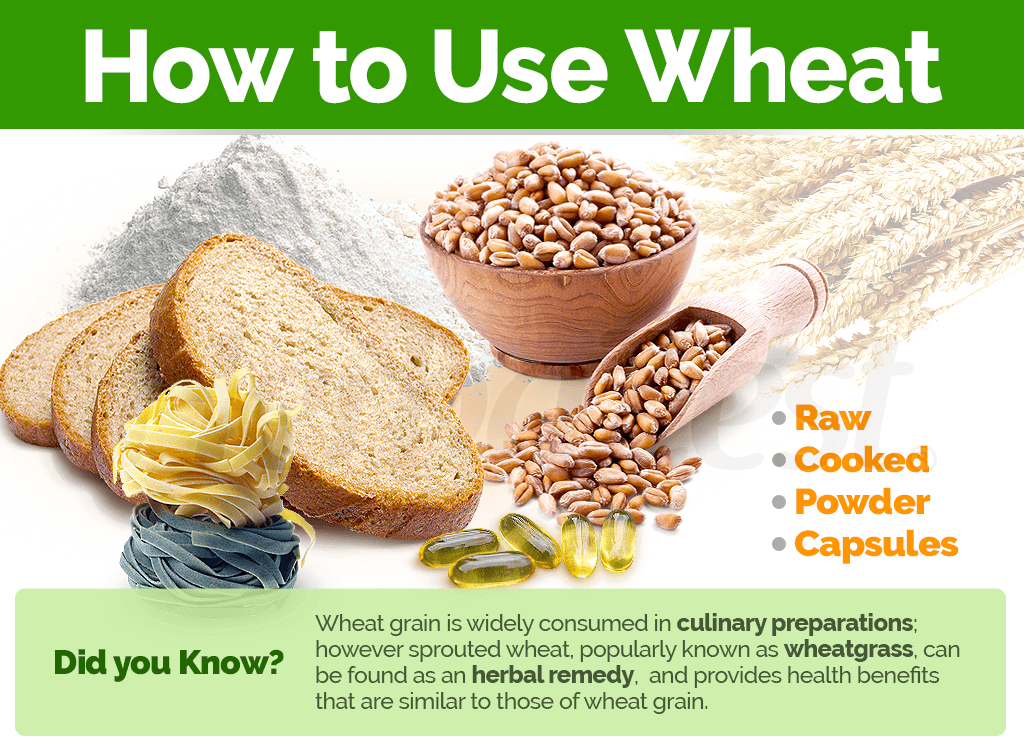 How to Use Wheat
• Raw
• Cooked
• Powder
• Capsules
Did you Know?
Wheat grain is widely consumed in culinary preparations;
however sprouted wheat, popularly known as wheatgrass, can
be found as an herbal remedy,  and provides health benefits
that are similar to those of wheat grain.